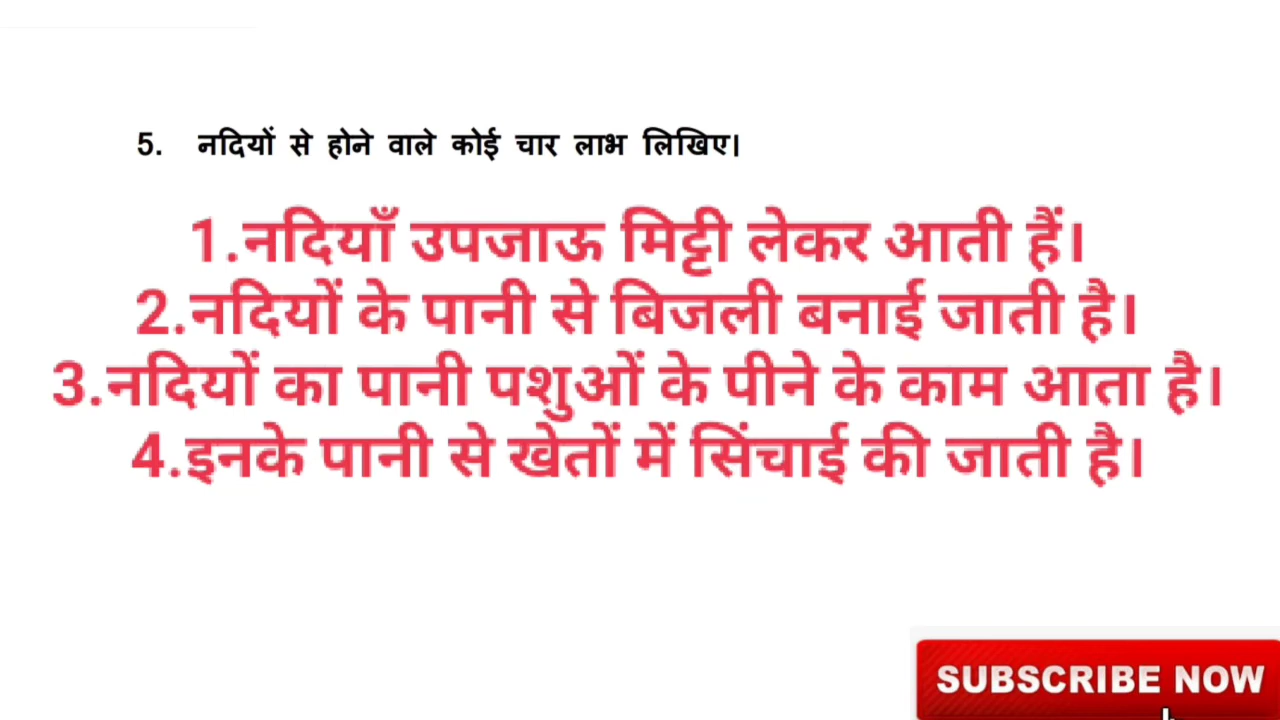 5. नदियों से होने वाले कोई चार लाभ लिखिए।
1.नदियाँ उपजाऊ मिट्टी लेकर आती हैं।
2.नदियों के पानी से बिजली बनाई जाती है।
3.नदियों का पानी पशुओं के पीने के काम आता है।
4.इनके पानी से खेतों में सिंचाई की जाती है।
SUBSCRIBE NOW